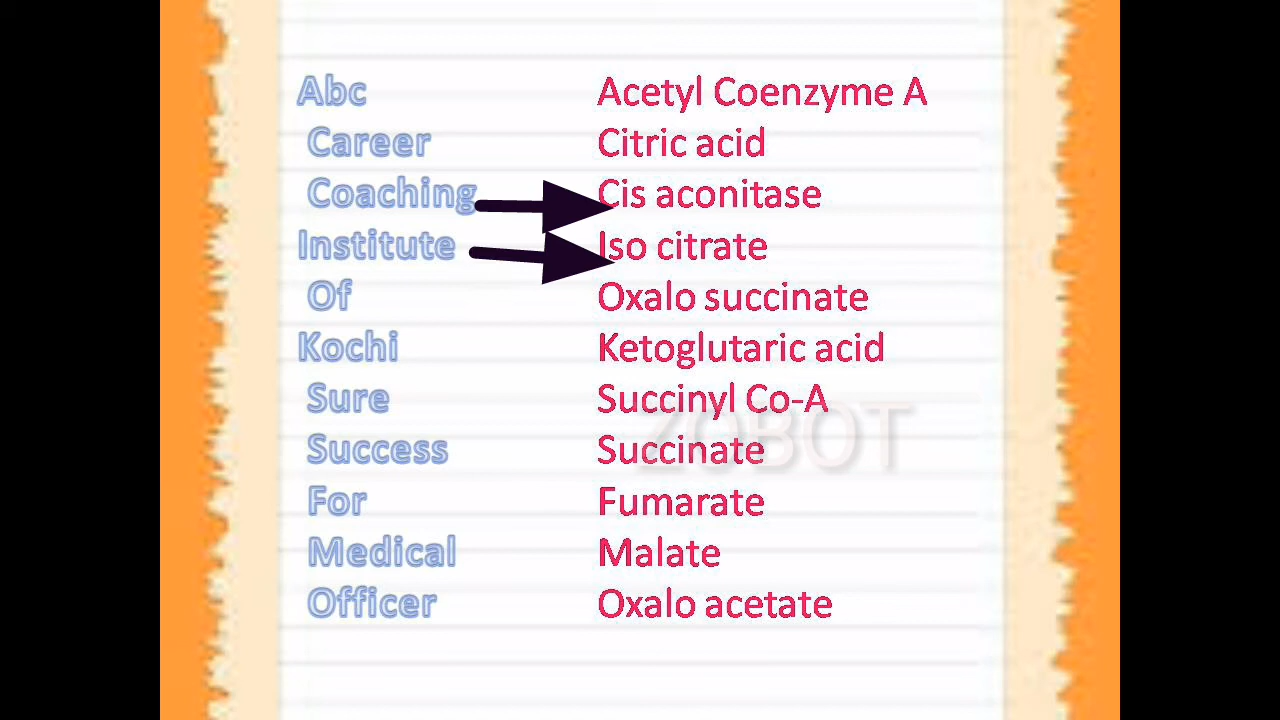 Abc Acetyl Coenzyme A
Career Citric acid
Coaching Cis aconitase
Institute Iso citrate
Of Oxalo succinate
Kochi Ketoglutaric acid
Sure Succinyl Co-A
ZOBOT
Success Succinate
For Fumarate
Medical Malate
Officer Oxalo acetate